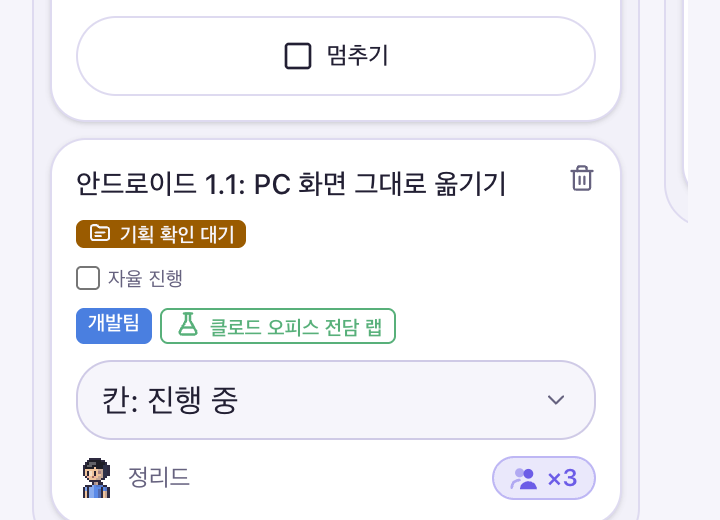 멈추기
안드로이드 1.1: PC 화면 그대로 옮기기
기획 확인 대기
자율 진행
개발팀
클로드 오피스 전담 랩
칸: 진행 중
정리드
×3